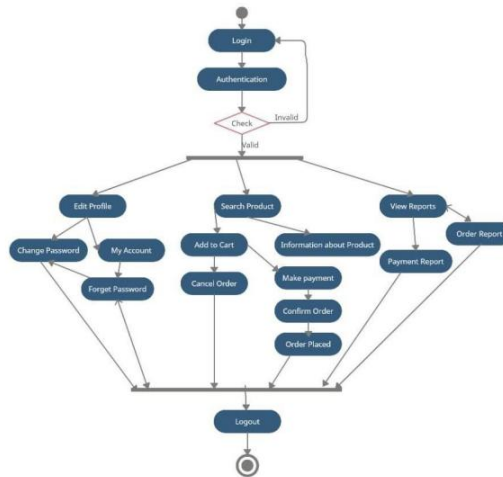 Login
Authentication
Check
Invalid
Valid
Edit Profile
Search Product
View Reports
Change Password
My Account
Add to Cart
Information about Product
Order Report
Payment Report
Forget Password
Cancel Order
Make payment
Confirm Order
Order Placed
Logout